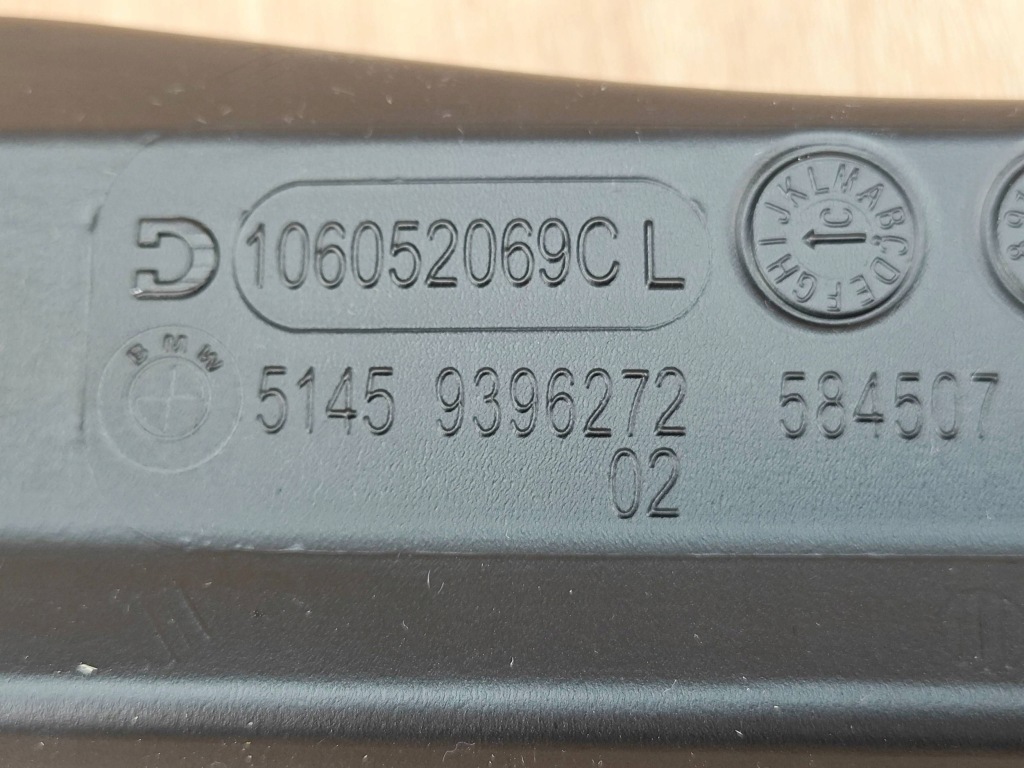 106052069C L
JKLMABCDEFGHI
1C
BMW
5145 9396272 584507
02